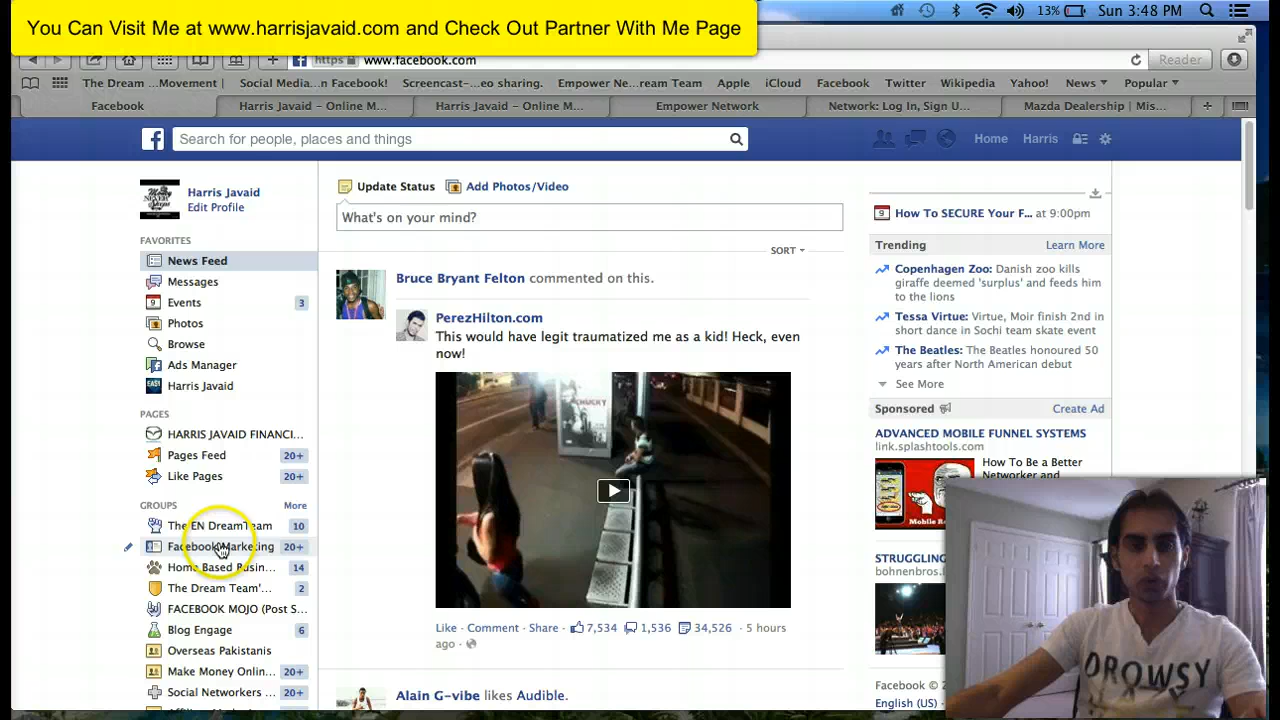 You Can Visit Me at www.harrisjavaid.com and Check Out Partner With Me Page
13%
Sun 3:48 PM
https
www.facebook.com
Reader
The Dream ...Movement |
Social Media...n Facebook!
Screencast-...eo sharing.
Empower Ne...ream Team
Apple
iCloud
Facebook
Twitter
Wikipedia
Yahoo!
News
Popular
Facebook
Harris Javaid – Online M...
Harris Javaid – Online M...
Empower Network
Network: Log In, Sign U...
Mazda Dealership | Mis...
Search for people, places and things
Home
Harris
Harris Javaid
Edit Profile
FAVORITES
News Feed
Messages
Events 3
Photos
Browse
Ads Manager
Harris Javaid
PAGES
HARRIS JAVAID FINANCI...
Pages Feed 20+
Like Pages 20+
GROUPS More
The EN DreamTeam 10
Facebook Marketing 20+
Home Based Busin... 14
The Dream Team'... 2
FACEBOOK MOJO (Post S...
Blog Engage 6
Overseas Pakistanis
Make Money Onlin... 20+
Social Networkers ... 20+
Update Status
Add Photos/Video
What's on your mind?
SORT
Bruce Bryant Felton commented on this.
PerezHilton.com
This would have legit traumatized me as a kid! Heck, even
now!
CHUCKY
Like · Comment · Share · 7,534 1,536 34,526 · 5 hours
ago ·
Alain G-vibe likes Audible.
9 How To SECURE Your F... at 9:00pm
Trending Learn More
Copenhagen Zoo: Danish zoo kills
giraffe deemed 'surplus' and feeds him
to the lions
Tessa Virtue: Virtue, Moir finish 2nd in
short dance in Sochi team skate event
The Beatles: The Beatles honoured 50
years after North American debut
See More
Sponsored Create Ad
ADVANCED MOBILE FUNNEL SYSTEMS
link.splashtools.com
How To Be a Better
Networker and
STRUGGLING
bohnenbros.
Facebook © 2
English (US) ·
DROWSY